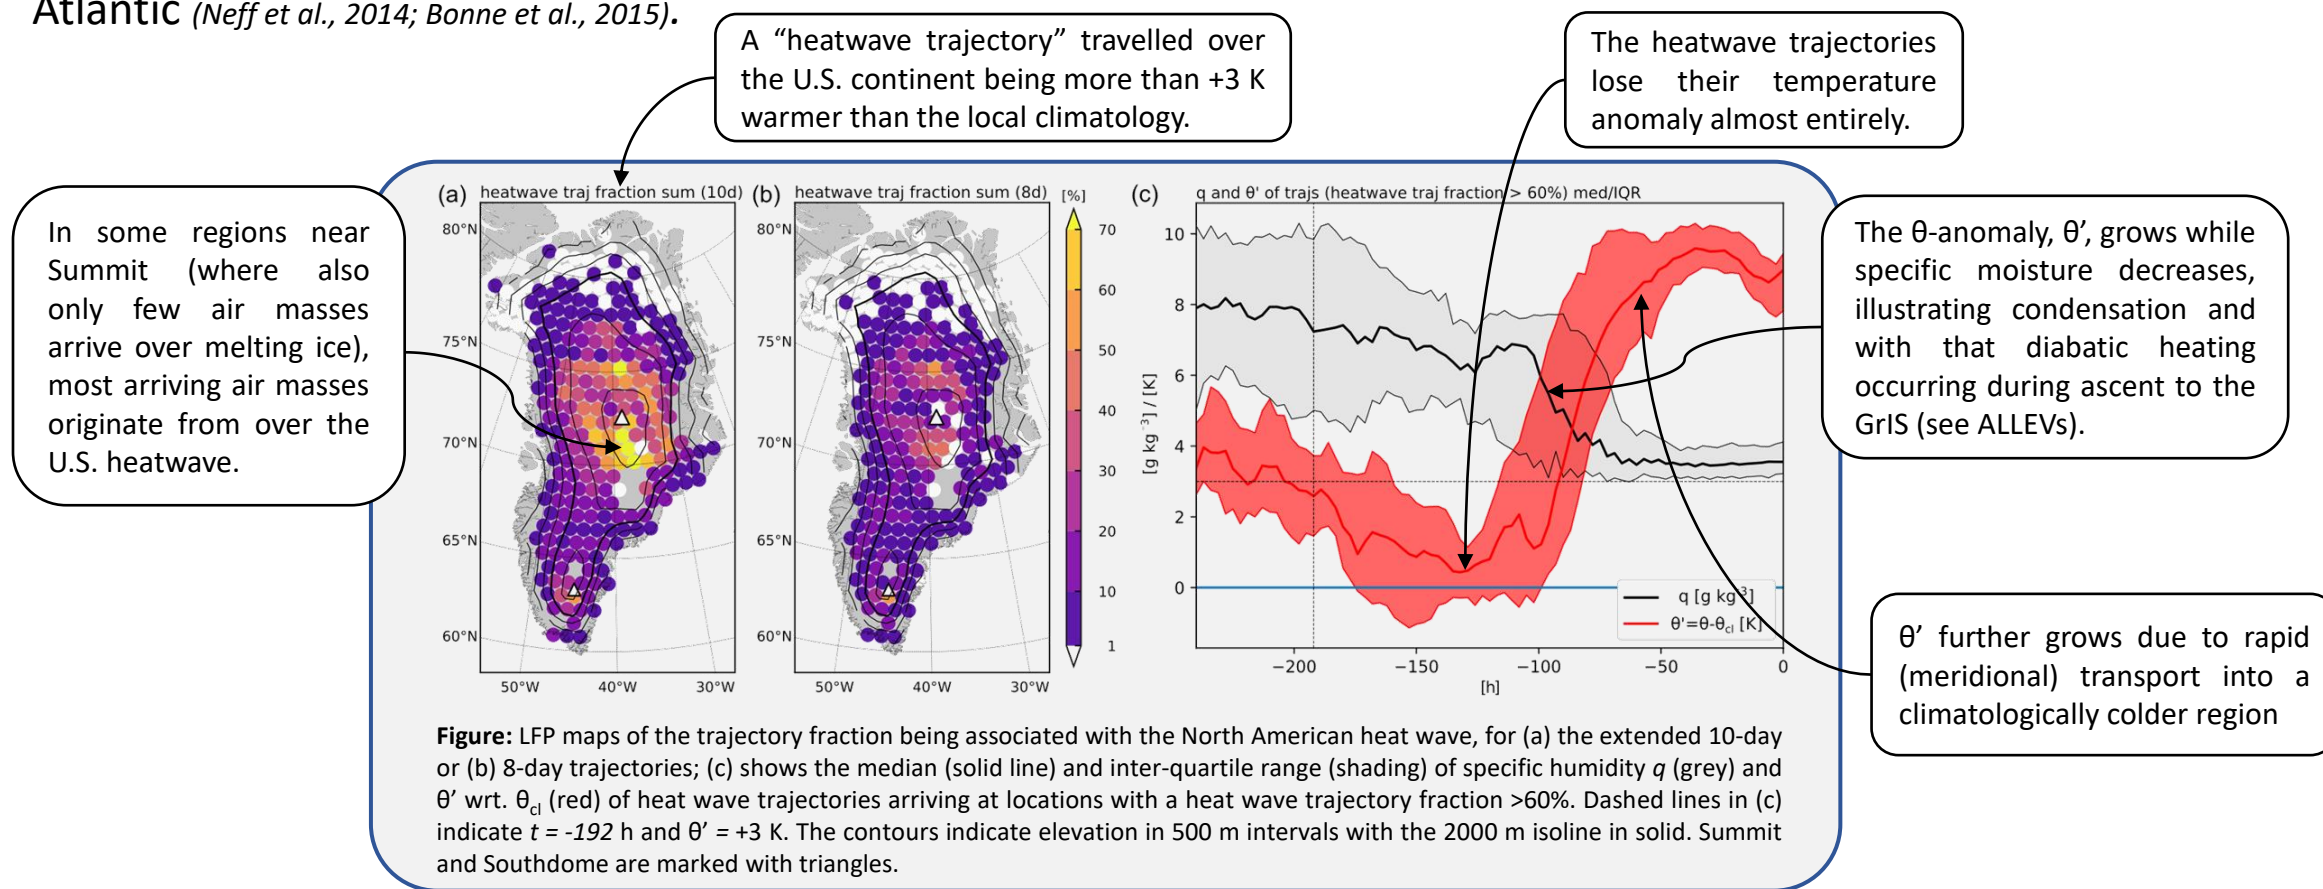 Atlantic (Neff et al., 2014; Bonne et al., 2015).
A “heatwave trajectory” travelled over
the U.S. continent being more than +3 K
warmer than the local climatology.
The heatwave trajectories
lose their temperature
anomaly almost entirely.
In some regions near
Summit (where also
only few air masses
arrive over melting ice),
most arriving air masses
originate from over the
U.S. heatwave.
(a) heatwave traj fraction sum (10d)
80°N
75°N
70°N
65°N
60°N
50°W 40°W 30°W
(b) heatwave traj fraction sum (8d)
80°N
75°N
70°N
65°N
60°N
50°W 40°W 30°W
[%]
70
60
50
40
30
20
10
1
(c) q and θ' of trajs (heatwave traj fraction > 60%) med/IQR
[g kg⁻³] / [K]
10
8
6
4
2
0
−200 −150 −100 −50 0
[h]
q [g kg⁻³]
θ'=θ-θcl [K]
The θ-anomaly, θ’, grows while
specific moisture decreases,
illustrating condensation and
with that diabatic heating
occurring during ascent to the
GrIS (see ALLEVs).
θ’ further grows due to rapid
(meridional) transport into a
climatologically colder region
Figure: LFP maps of the trajectory fraction being associated with the North American heat wave, for (a) the extended 10-day
or (b) 8-day trajectories; (c) shows the median (solid line) and inter-quartile range (shading) of specific humidity q (grey) and
θ’ wrt. θcl (red) of heat wave trajectories arriving at locations with a heat wave trajectory fraction >60%. Dashed lines in (c)
indicate t = -192 h and θ’ = +3 K. The contours indicate elevation in 500 m intervals with the 2000 m isoline in solid. Summit
and Southdome are marked with triangles.